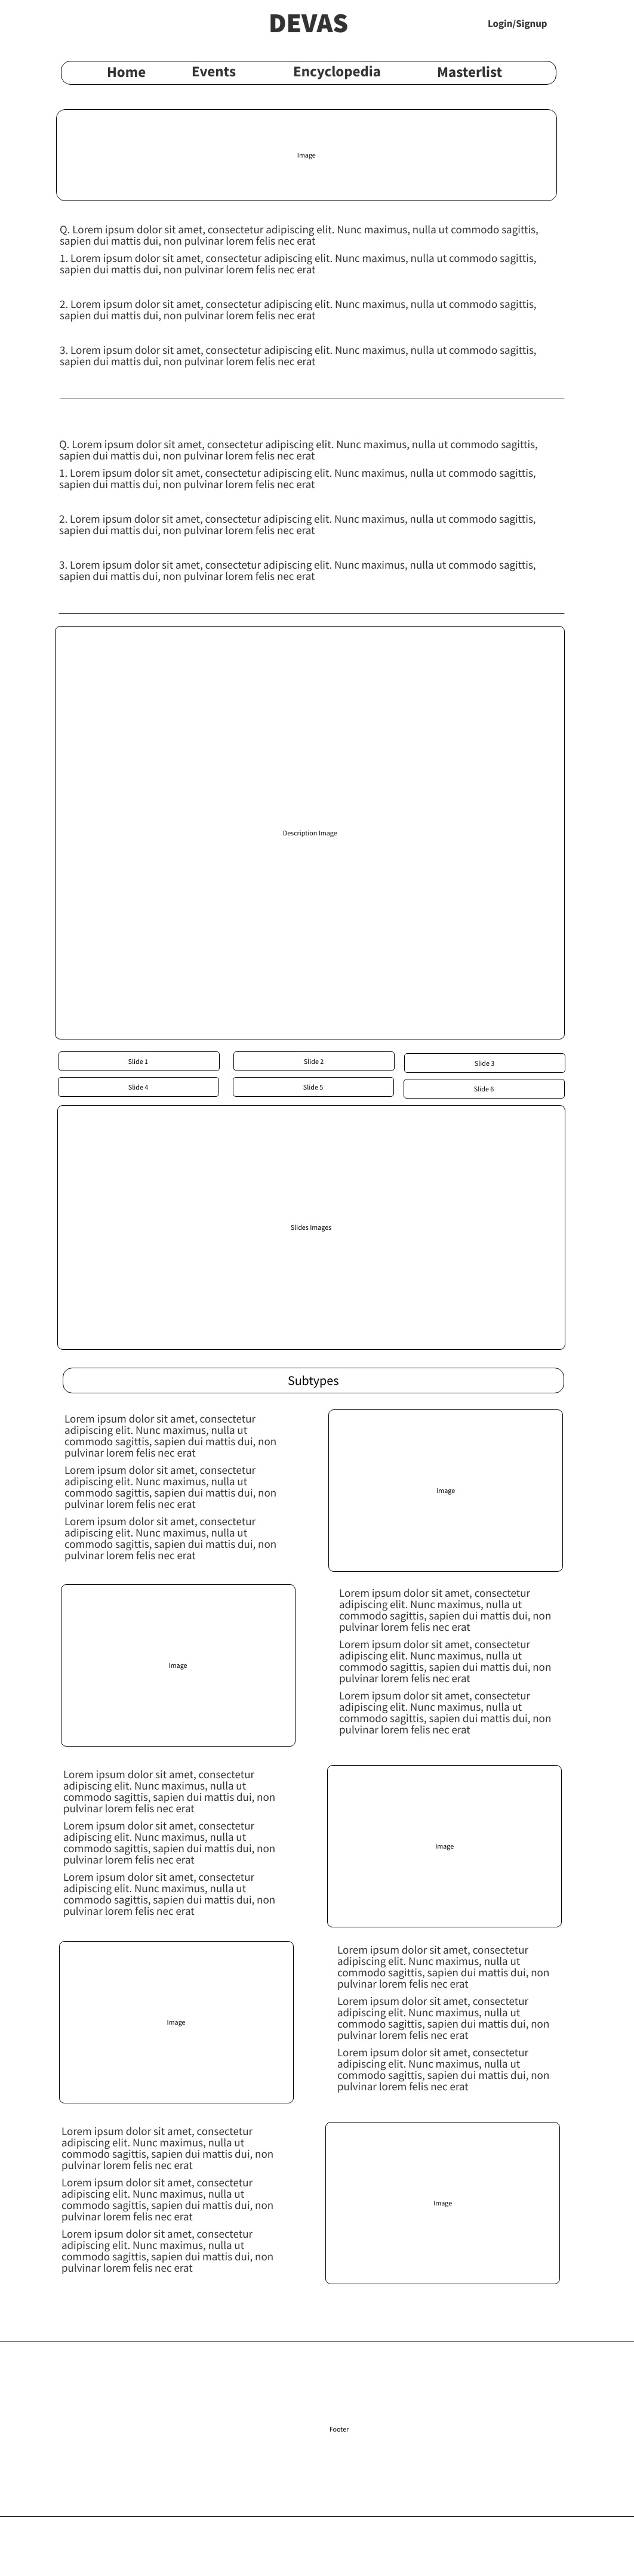 DEVAS
Login/Signup
Home Events Encyclopedia Masterlist
Image
Q. Lorem ipsum dolor sit amet, consectetur adipiscing elit. Nunc maximus, nulla ut commodo sagittis,
sapien dui mattis dui, non pulvinar lorem felis nec erat
1. Lorem ipsum dolor sit amet, consectetur adipiscing elit. Nunc maximus, nulla ut commodo sagittis,
sapien dui mattis dui, non pulvinar lorem felis nec erat
2. Lorem ipsum dolor sit amet, consectetur adipiscing elit. Nunc maximus, nulla ut commodo sagittis,
sapien dui mattis dui, non pulvinar lorem felis nec erat
3. Lorem ipsum dolor sit amet, consectetur adipiscing elit. Nunc maximus, nulla ut commodo sagittis,
sapien dui mattis dui, non pulvinar lorem felis nec erat
Q. Lorem ipsum dolor sit amet, consectetur adipiscing elit. Nunc maximus, nulla ut commodo sagittis,
sapien dui mattis dui, non pulvinar lorem felis nec erat
1. Lorem ipsum dolor sit amet, consectetur adipiscing elit. Nunc maximus, nulla ut commodo sagittis,
sapien dui mattis dui, non pulvinar lorem felis nec erat
2. Lorem ipsum dolor sit amet, consectetur adipiscing elit. Nunc maximus, nulla ut commodo sagittis,
sapien dui mattis dui, non pulvinar lorem felis nec erat
3. Lorem ipsum dolor sit amet, consectetur adipiscing elit. Nunc maximus, nulla ut commodo sagittis,
sapien dui mattis dui, non pulvinar lorem felis nec erat
Description Image
Slide 1 Slide 2 Slide 3
Slide 4 Slide 5 Slide 6
Slides Images
Subtypes
Lorem ipsum dolor sit amet, consectetur
adipiscing elit. Nunc maximus, nulla ut
commodo sagittis, sapien dui mattis dui, non
pulvinar lorem felis nec erat
Lorem ipsum dolor sit amet, consectetur
adipiscing elit. Nunc maximus, nulla ut
commodo sagittis, sapien dui mattis dui, non
pulvinar lorem felis nec erat
Lorem ipsum dolor sit amet, consectetur
adipiscing elit. Nunc maximus, nulla ut
commodo sagittis, sapien dui mattis dui, non
pulvinar lorem felis nec erat
Image
Image
Lorem ipsum dolor sit amet, consectetur
adipiscing elit. Nunc maximus, nulla ut
commodo sagittis, sapien dui mattis dui, non
pulvinar lorem felis nec erat
Lorem ipsum dolor sit amet, consectetur
adipiscing elit. Nunc maximus, nulla ut
commodo sagittis, sapien dui mattis dui, non
pulvinar lorem felis nec erat
Lorem ipsum dolor sit amet, consectetur
adipiscing elit. Nunc maximus, nulla ut
commodo sagittis, sapien dui mattis dui, non
pulvinar lorem felis nec erat
Lorem ipsum dolor sit amet, consectetur
adipiscing elit. Nunc maximus, nulla ut
commodo sagittis, sapien dui mattis dui, non
pulvinar lorem felis nec erat
Lorem ipsum dolor sit amet, consectetur
adipiscing elit. Nunc maximus, nulla ut
commodo sagittis, sapien dui mattis dui, non
pulvinar lorem felis nec erat
Lorem ipsum dolor sit amet, consectetur
adipiscing elit. Nunc maximus, nulla ut
commodo sagittis, sapien dui mattis dui, non
pulvinar lorem felis nec erat
Image
Image
Lorem ipsum dolor sit amet, consectetur
adipiscing elit. Nunc maximus, nulla ut
commodo sagittis, sapien dui mattis dui, non
pulvinar lorem felis nec erat
Lorem ipsum dolor sit amet, consectetur
adipiscing elit. Nunc maximus, nulla ut
commodo sagittis, sapien dui mattis dui, non
pulvinar lorem felis nec erat
Lorem ipsum dolor sit amet, consectetur
adipiscing elit. Nunc maximus, nulla ut
commodo sagittis, sapien dui mattis dui, non
pulvinar lorem felis nec erat
Lorem ipsum dolor sit amet, consectetur
adipiscing elit. Nunc maximus, nulla ut
commodo sagittis, sapien dui mattis dui, non
pulvinar lorem felis nec erat
Lorem ipsum dolor sit amet, consectetur
adipiscing elit. Nunc maximus, nulla ut
commodo sagittis, sapien dui mattis dui, non
pulvinar lorem felis nec erat
Lorem ipsum dolor sit amet, consectetur
adipiscing elit. Nunc maximus, nulla ut
commodo sagittis, sapien dui mattis dui, non
pulvinar lorem felis nec erat
Image
Footer